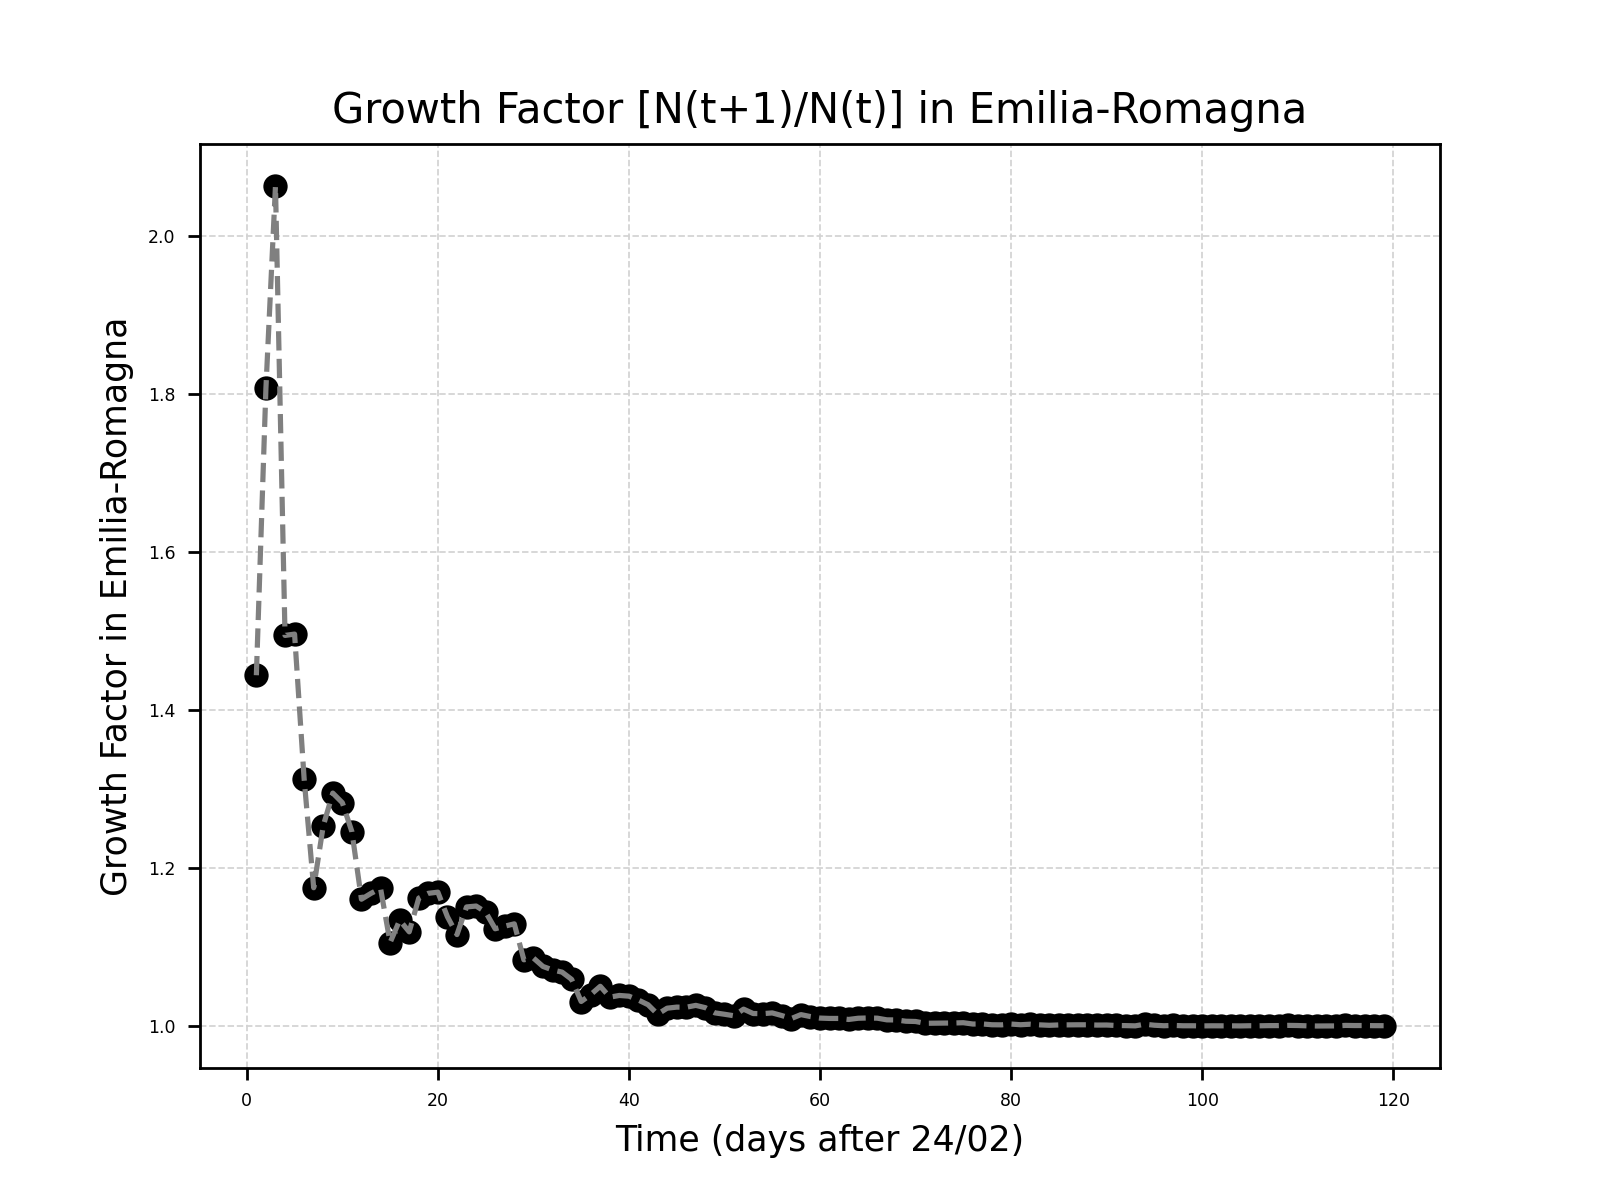 Growth Factor [N(t+1)/N(t)] in Emilia-Romagna
Growth Factor in Emilia-Romagna
2.0
1.8
1.6
1.4
1.2
1.0
0 20 40 60 80 100 120
Time (days after 24/02)